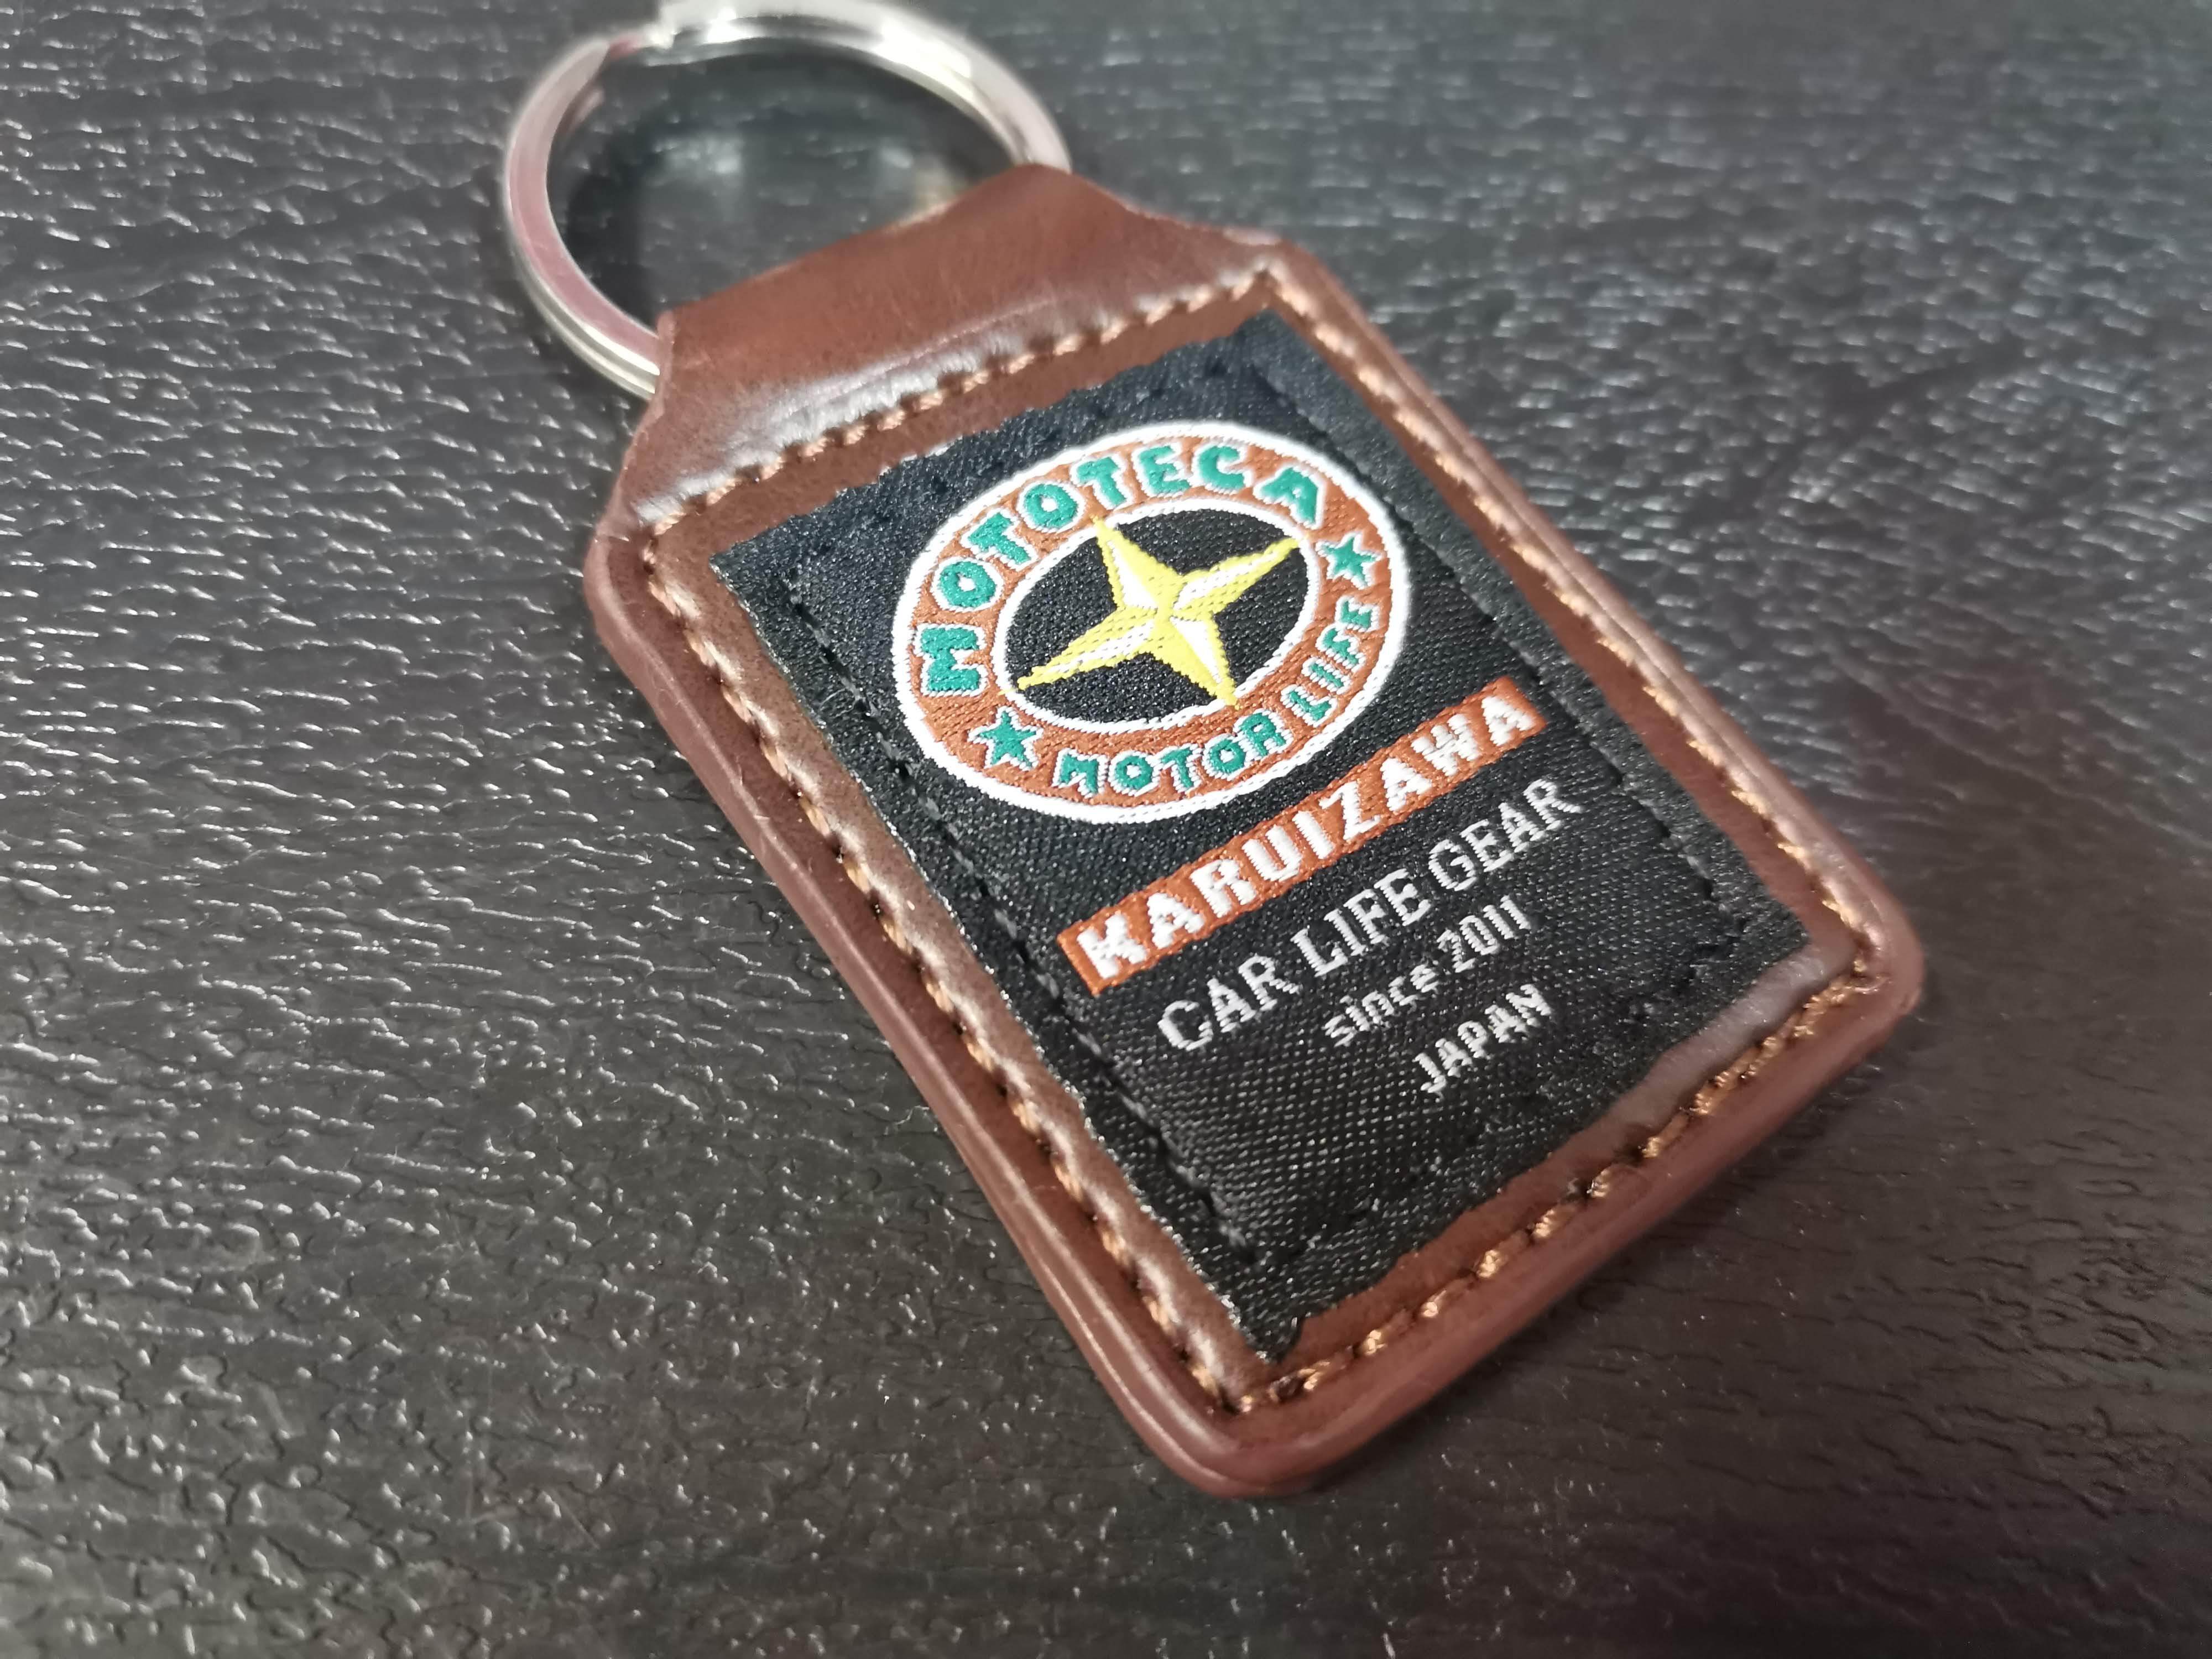 MOTOTECA
MOTOR LIFE
KARUIZAWA
CAR LIFE GEAR
since 2011
JAPAN